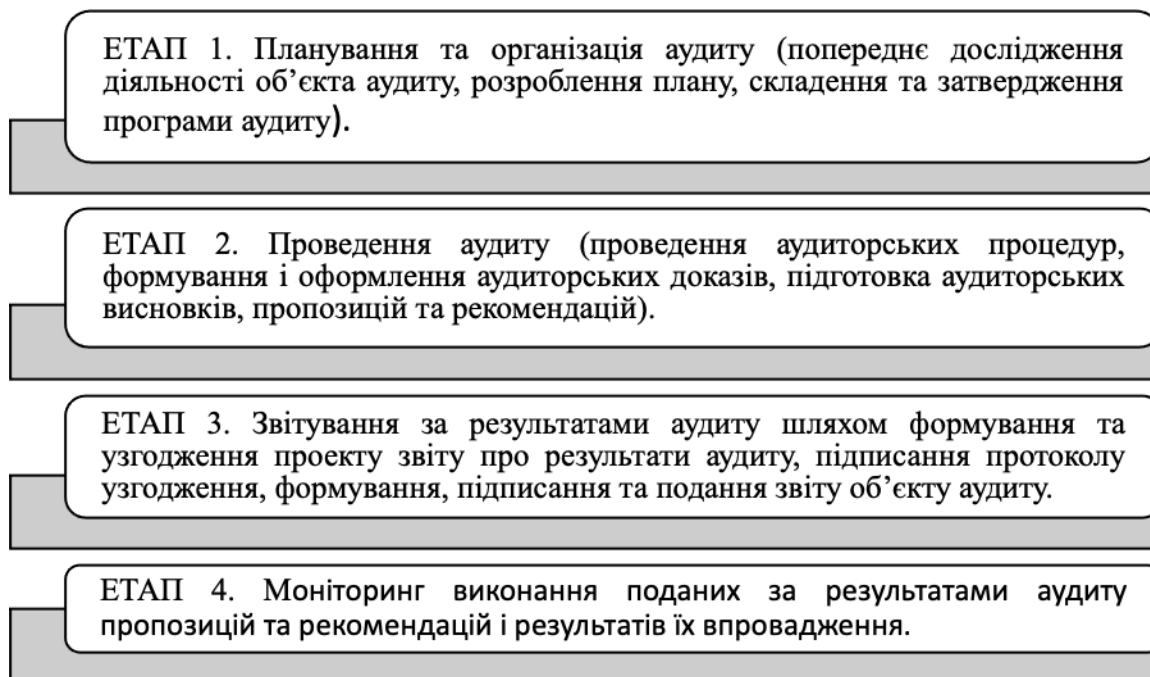 ЕТАП 1. Планування та організація аудиту (попереднє дослідження
діяльності об’єкта аудиту, розроблення плану, складення та затвердження
програми аудиту).
ЕТАП 2. Проведення аудиту (проведення аудиторських процедур,
формування і оформлення аудиторських доказів, підготовка аудиторських
висновків, пропозицій та рекомендацій).
ЕТАП 3. Звітування за результатами аудиту шляхом формування та
узгодження проекту звіту про результати аудиту, підписання протоколу
узгодження, формування, підписання та подання звіту об’єкту аудиту.
ЕТАП 4. Моніторинг виконання поданих за результатами аудиту
пропозицій та рекомендацій і результатів їх впровадження.